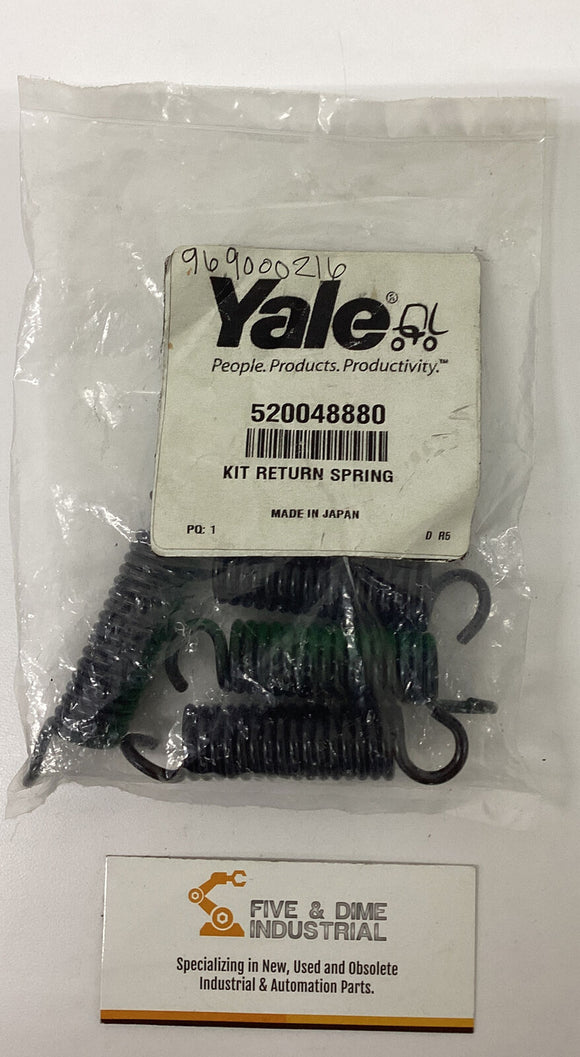 969000216
Yale®
People. Products. Productivity.™
520048880
KIT RETURN SPRING
MADE IN JAPAN
PQ: 1 D R5
FIVE & DIME
INDUSTRIAL
Specializing in New, Used and Obsolete
Industrial & Automation Parts.